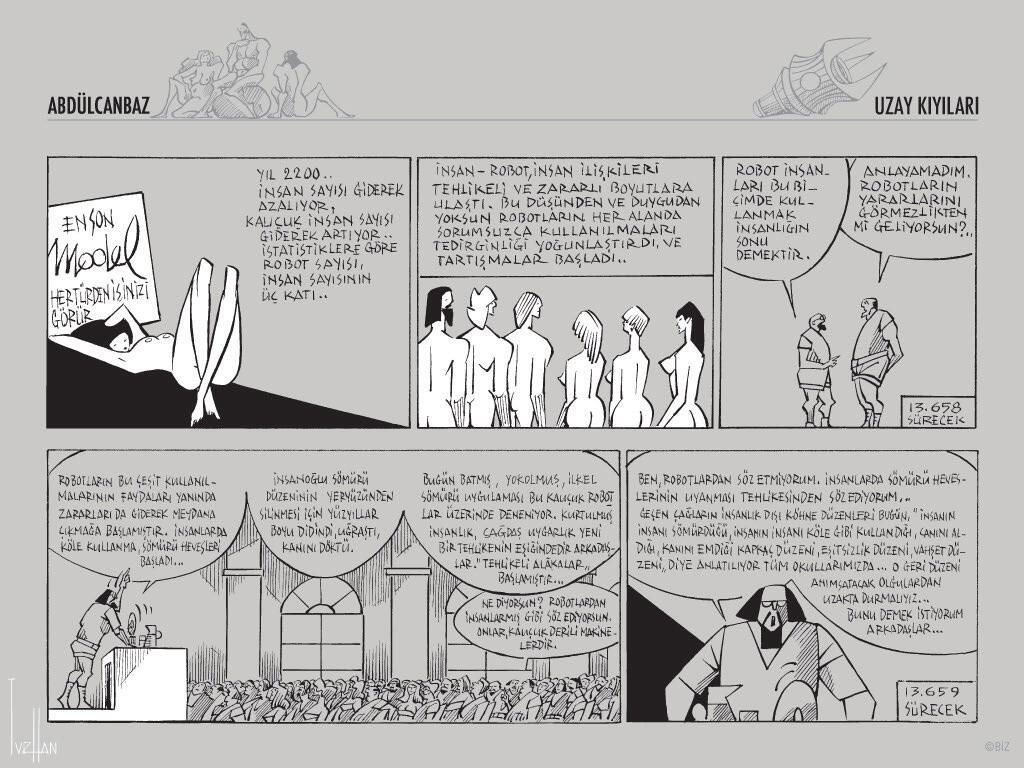 ABDÜLCANBAZ
UZAY KIYILARI
EN SON
Model
HER TÜRDEN İŞİNİZİ
GÖRÜR
YIL 2200..
İNSAN SAYISI GİDEREK
AZALIYOR,
KAUÇUK İNSAN SAYISI
GİDEREK ARTIYOR..
İSTATİSTİKLERE GÖRE
ROBOT SAYISI,
İNSAN SAYISININ
ÜÇ KATI..
İNSAN-ROBOT, İNSAN İLİŞKİLERİ
TEHLİKELİ VE ZARARLI BOYUTLARA
ULAŞTI. BU DÜŞÜNDEN VE DUYGUDAN
YOKSUN ROBOTLARIN HER ALANDA
SORUMSUZCA KULLANILMALARI
TEDİRGİNLİĞİ YOĞUNLAŞTIRDI, VE
TARTIŞMALAR BAŞLADI..
ROBOT İNSAN-
LARI BU Bİ-
ÇİMDE KUL-
LANMAK
İNSANLIĞIN
SONU
DEMEKTİR.
ANLAYAMADIM.
ROBOTLARIN
YARARLARINI
GÖRMEZLİKTEN
Mİ GELİYORSUN?..
13.658
SÜRECEK
ROBOTLARIN BU ÇEŞİT KULLANIL-
MALARININ FAYDALARI YANINDA
ZARARLARI DA GİDEREK MEYDANA
ÇIKMAĞA BAŞLAMIŞTIR. İNSANLARDA
KÖLE KULLANMA, SÖMÜRÜ HEVESLERİ
BAŞLADI...
İNSANOĞLU SÖMÜRÜ
DÜZENİNİN YERYÜZÜNDEN
SİLİNMESİ İÇİN YÜZYILLAR
BOYU DİDİNDİ, UĞRAŞTI,
KANINI DÖKTÜ.
BUGÜN BATMIŞ, YOKOLMUŞ, İLKEL
SÖMÜRÜ UYGULAMASI BU KAUÇUK ROBOT
LAR ÜZERİNDE DENENİYOR. KURTULMUŞ
İNSANLIK, ÇAĞDAŞ UYGARLIK YENİ
BİR TEHLİKENİN EŞİĞİNDEDİR ARKADAŞ-
LAR. "TEHLİKELİ ALAKALAR"
BAŞLAMIŞTIR...
NE DİYORSUN? ROBOTLARDAN
İNSANLARMIŞ GİBİ SÖZ EDİYORSUN.
ONLAR, KAUÇUK DERİLİ MAKİNE-
LERDİR.
BEN, ROBOTLARDAN SÖZ ETMİYORUM. İNSANLARDA SÖMÜRÜ HEVES-
LERİNİN UYANMASI TEHLİKESİNDEN SÖZ EDİYORUM...
GEÇEN ÇAĞLARIN İNSANLIK DIŞI KÖHNE DÜZENLERİ BUGÜN, "İNSANIN
İNSANI SÖMÜRDÜĞÜ, İNSANIN İNSANI KÖLE GİBİ KULLANDIĞI, CANINI AL-
DIĞI, KANINI EMDİĞİ KAPKAÇ DÜZENİ, EŞİTSİZLİK DÜZENİ, VAHŞET DÜ-
ZENİ, DİYE ANLATILIYOR TÜM OKULLARIMIZDA... O GERİ DÜZENİ
ANIMSATACAK OLGULARDAN
UZAKTA DURMALIYIZ...
BUNU DEMEK İSTİYORUM
ARKADAŞLAR...
13.659
SÜRECEK
TURHAN
©BİZ